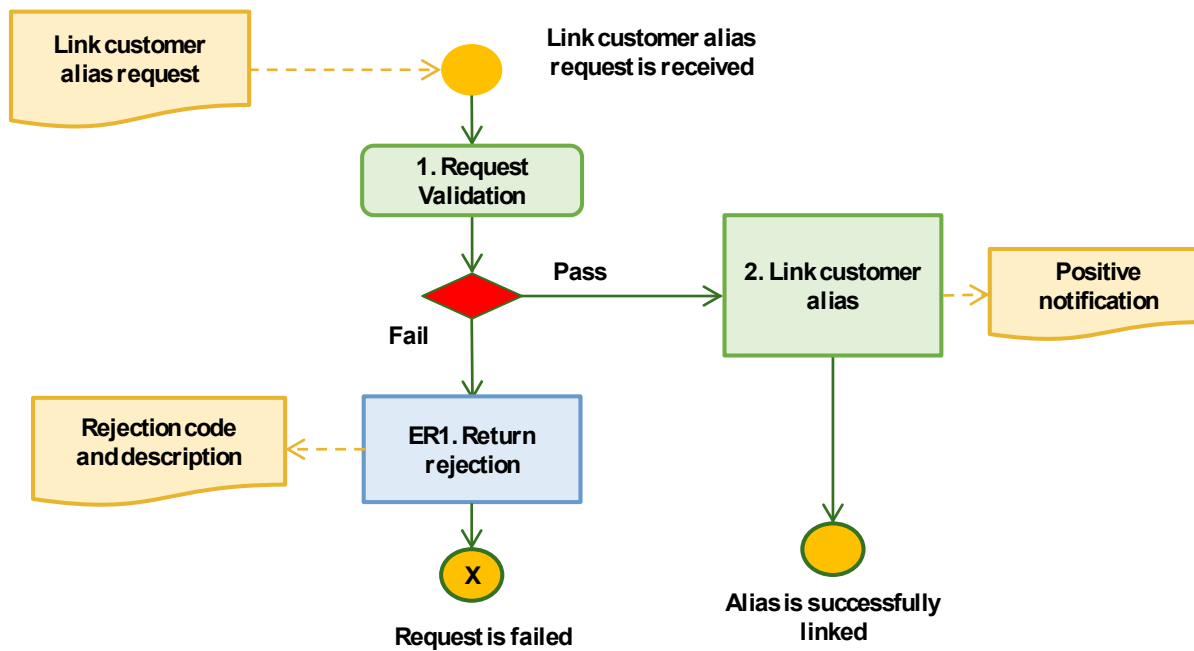 Link customer
alias request
Link customer alias
request is received
1. Request
Validation
Pass
2. Link customer
alias
Positive
notification
Fail
Rejection code
and description
ER1. Return
rejection
X
Request is failed
Alias is successfully
linked